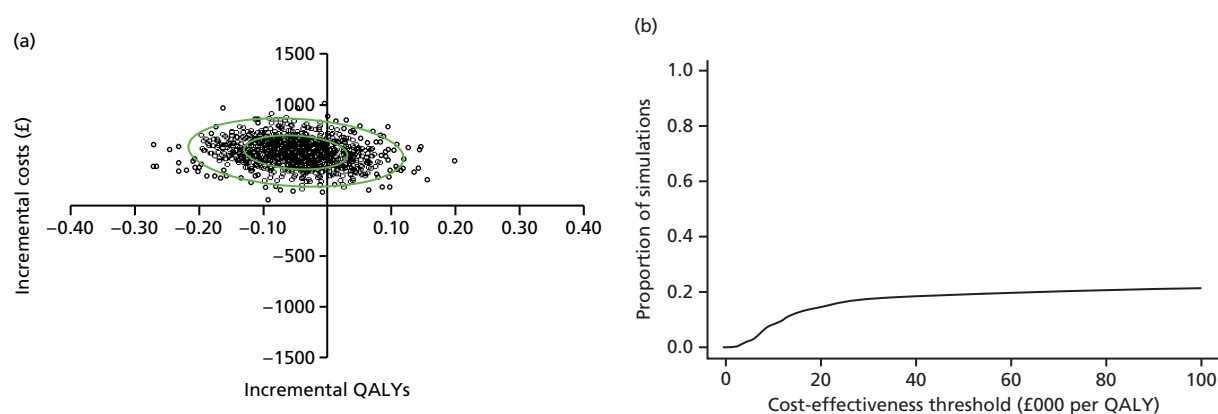 (a)
1500
1000
Incremental costs (£)
−0.40 −0.30 −0.20 −0.10 0.10 0.20 0.30 0.40
−500
−1000
−1500
Incremental QALYs
(b)
1.0
0.8
0.6
0.4
0.2
0.0
Proportion of simulations
0 20 40 60 80 100
Cost-effectiveness threshold (£000 per QALY)